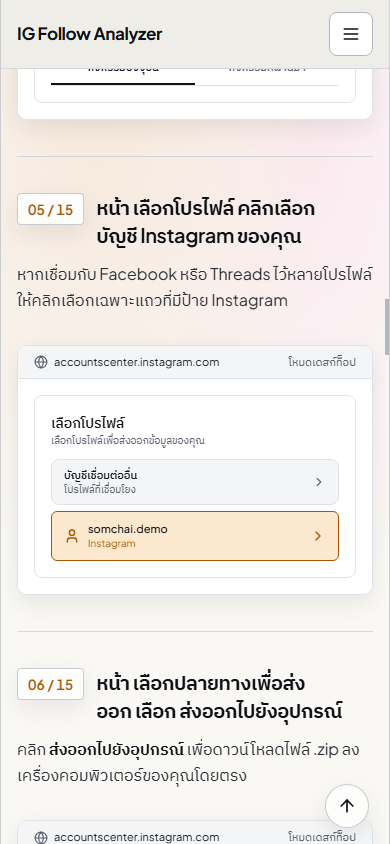 IG Follow Analyzer
05 / 15
หน้า เลือกโปรไฟล์ คลิกเลือก
บัญชี Instagram ของคุณ
หากเชื่อมกับ Facebook หรือ Threads ไว้หลายโปรไฟล์
ให้คลิกเลือกเฉพาะแถวที่มีป้าย Instagram
accountscenter.instagram.com
โหมดเดสก์ท็อป
เลือกโปรไฟล์
เลือกโปรไฟล์เพื่อส่งออกข้อมูลของคุณ
บัญชีเชื่อมต่ออื่น
โปรไฟล์ที่เชื่อมโยง
somchai.demo
Instagram
06 / 15
หน้า เลือกปลายทางเพื่อส่ง
ออก เลือก ส่งออกไปยังอุปกรณ์
คลิก ส่งออกไปยังอุปกรณ์ เพื่อดาวน์โหลดไฟล์ .zip ลง
เครื่องคอมพิวเตอร์ของคุณโดยตรง
accountscenter.instagram.com
โหมดเดสก์ท็อป